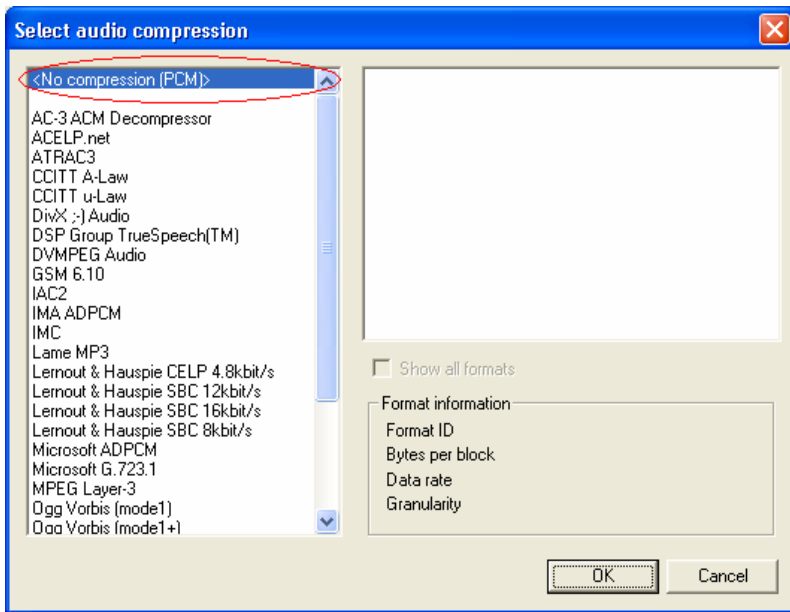 Select audio compression
<No compression (PCM)>
AC-3 ACM Decompressor
ACELP.net
ATRAC3
CCITT A-Law
CCITT u-Law
DivX ;-) Audio
DSP Group TrueSpeech(TM)
DVMPEG Audio
GSM 6.10
IAC2
IMA ADPCM
IMC
Lame MP3
Lernout & Hauspie CELP 4.8kbit/s
Lernout & Hauspie SBC 12kbit/s
Lernout & Hauspie SBC 16kbit/s
Lernout & Hauspie SBC 8kbit/s
Microsoft ADPCM
Microsoft G.723.1
MPEG Layer-3
Ogg Vorbis (mode1)
Ogg Vorbis (mode1+)
Show all formats
Format information
Format ID
Bytes per block
Data rate
Granularity
OK
Cancel